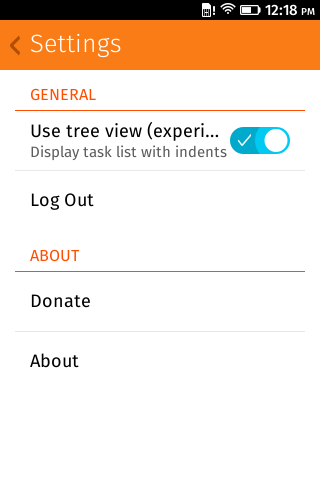 12:18 PM
Settings
GENERAL
Use tree view (experi...
Display task list with indents
Log Out
ABOUT
Donate
About